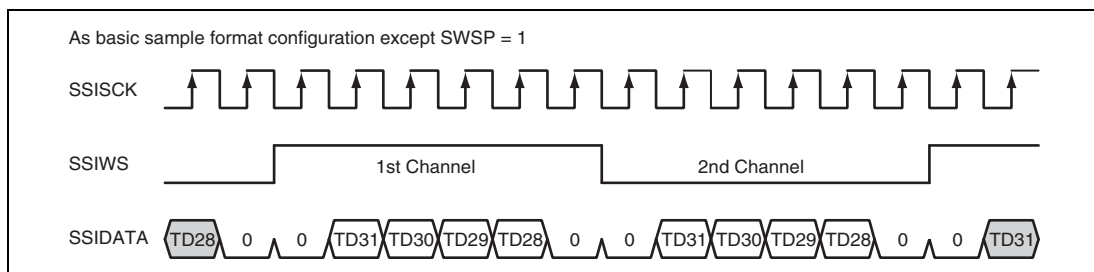 As basic sample format configuration except SWSP = 1
SSISCK
SSIWS 1st Channel 2nd Channel
SSIDATA TD28 0 0 TD31 TD30 TD29 TD28 0 0 TD31 TD30 TD29 TD28 0 0 TD31